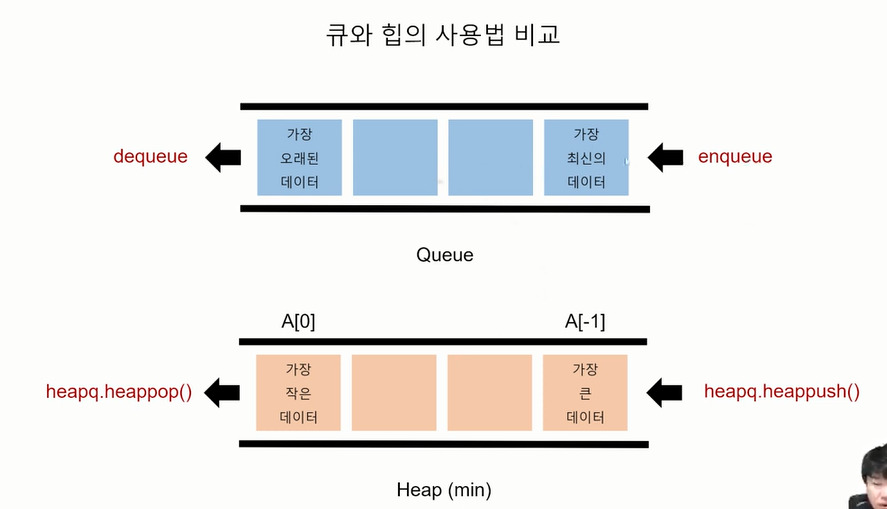 큐와 힙의 사용법 비교
dequeue
가장
오래된
데이터
가장
최신의
데이터
enqueue
Queue
A[0]
A[-1]
heapq.heappop()
가장
작은
데이터
가장
큰
데이터
heapq.heappush()
Heap (min)